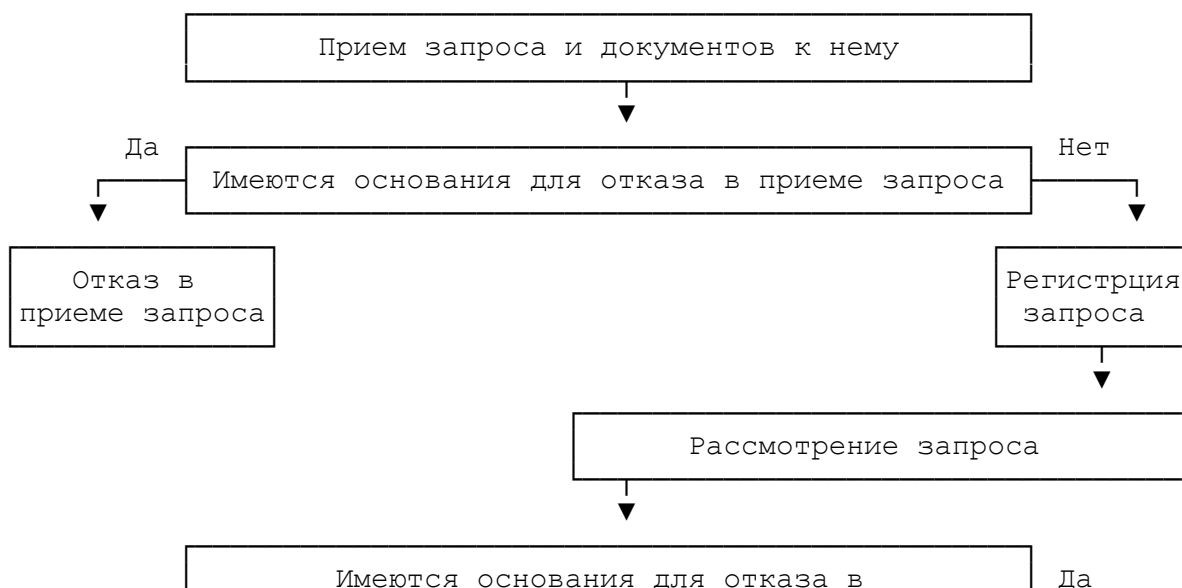 Прием запроса и документов к нему
Да
Нет
Имеются основания для отказа в приеме запроса
Отказ в
приеме запроса
Регистрция
запроса
Рассмотрение запроса
Имеются основания для отказа в
Да